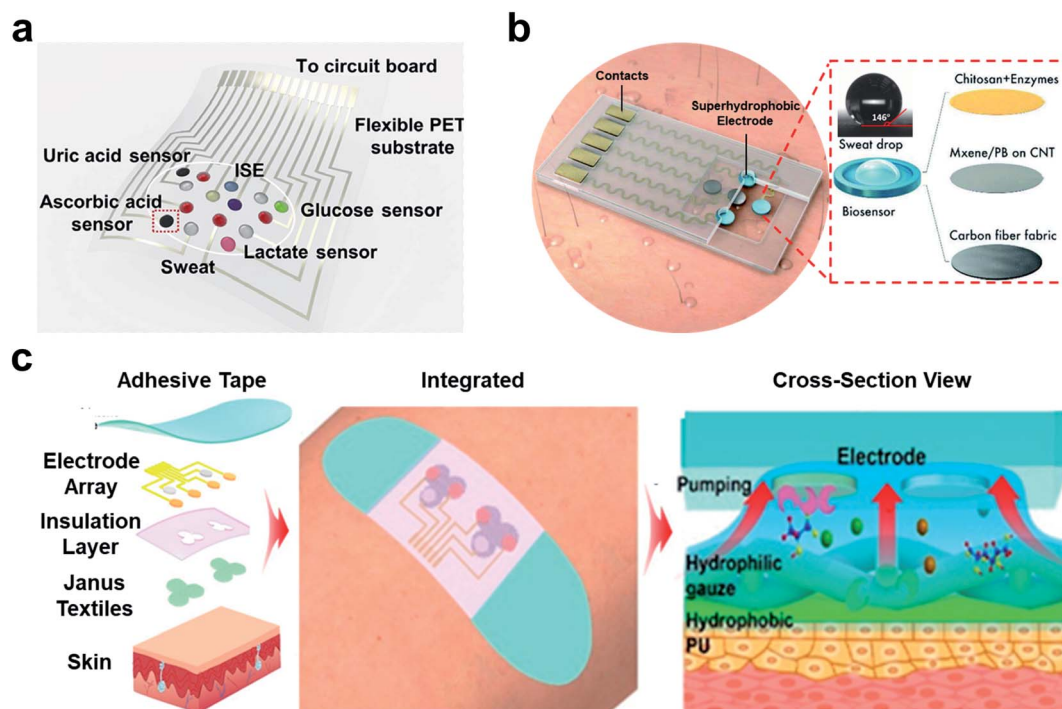 a
To circuit board
Flexible PET
substrate
Uric acid sensor
ISE
Ascorbic acid
sensor
Glucose sensor
Lactate sensor
Sweat
b
Contacts
Superhydrophobic
Electrode
146°
Sweat drop
Biosensor
Chitosan+Enzymes
Mxene/PB on CNT
Carbon fiber fabric
c
Adhesive Tape
Integrated
Cross-Section View
Electrode
Array
Insulation
Layer
Janus
Textiles
Skin
Electrode
Pumping
Hydrophilic
gauze
Hydrophobic
PU